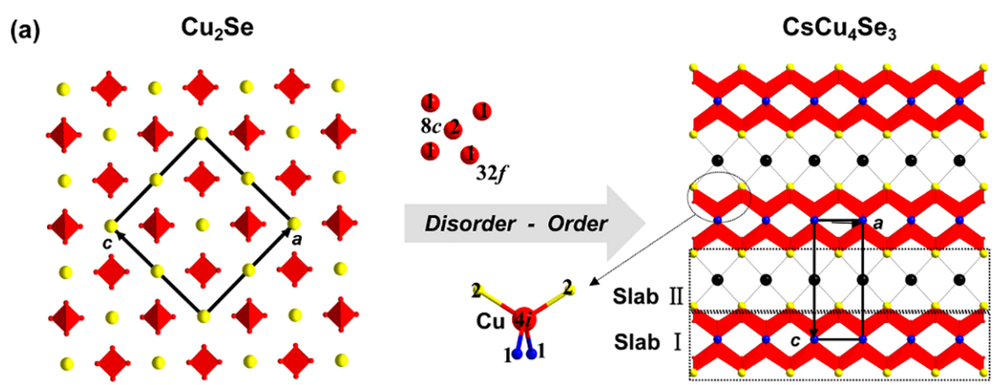 (a)
Cu2Se
CsCu4Se3
1
1
8c 2
1
1
32f
c
a
Disorder - Order
a
2
2
Cu 4i
1
1
Slab II
Slab I
c